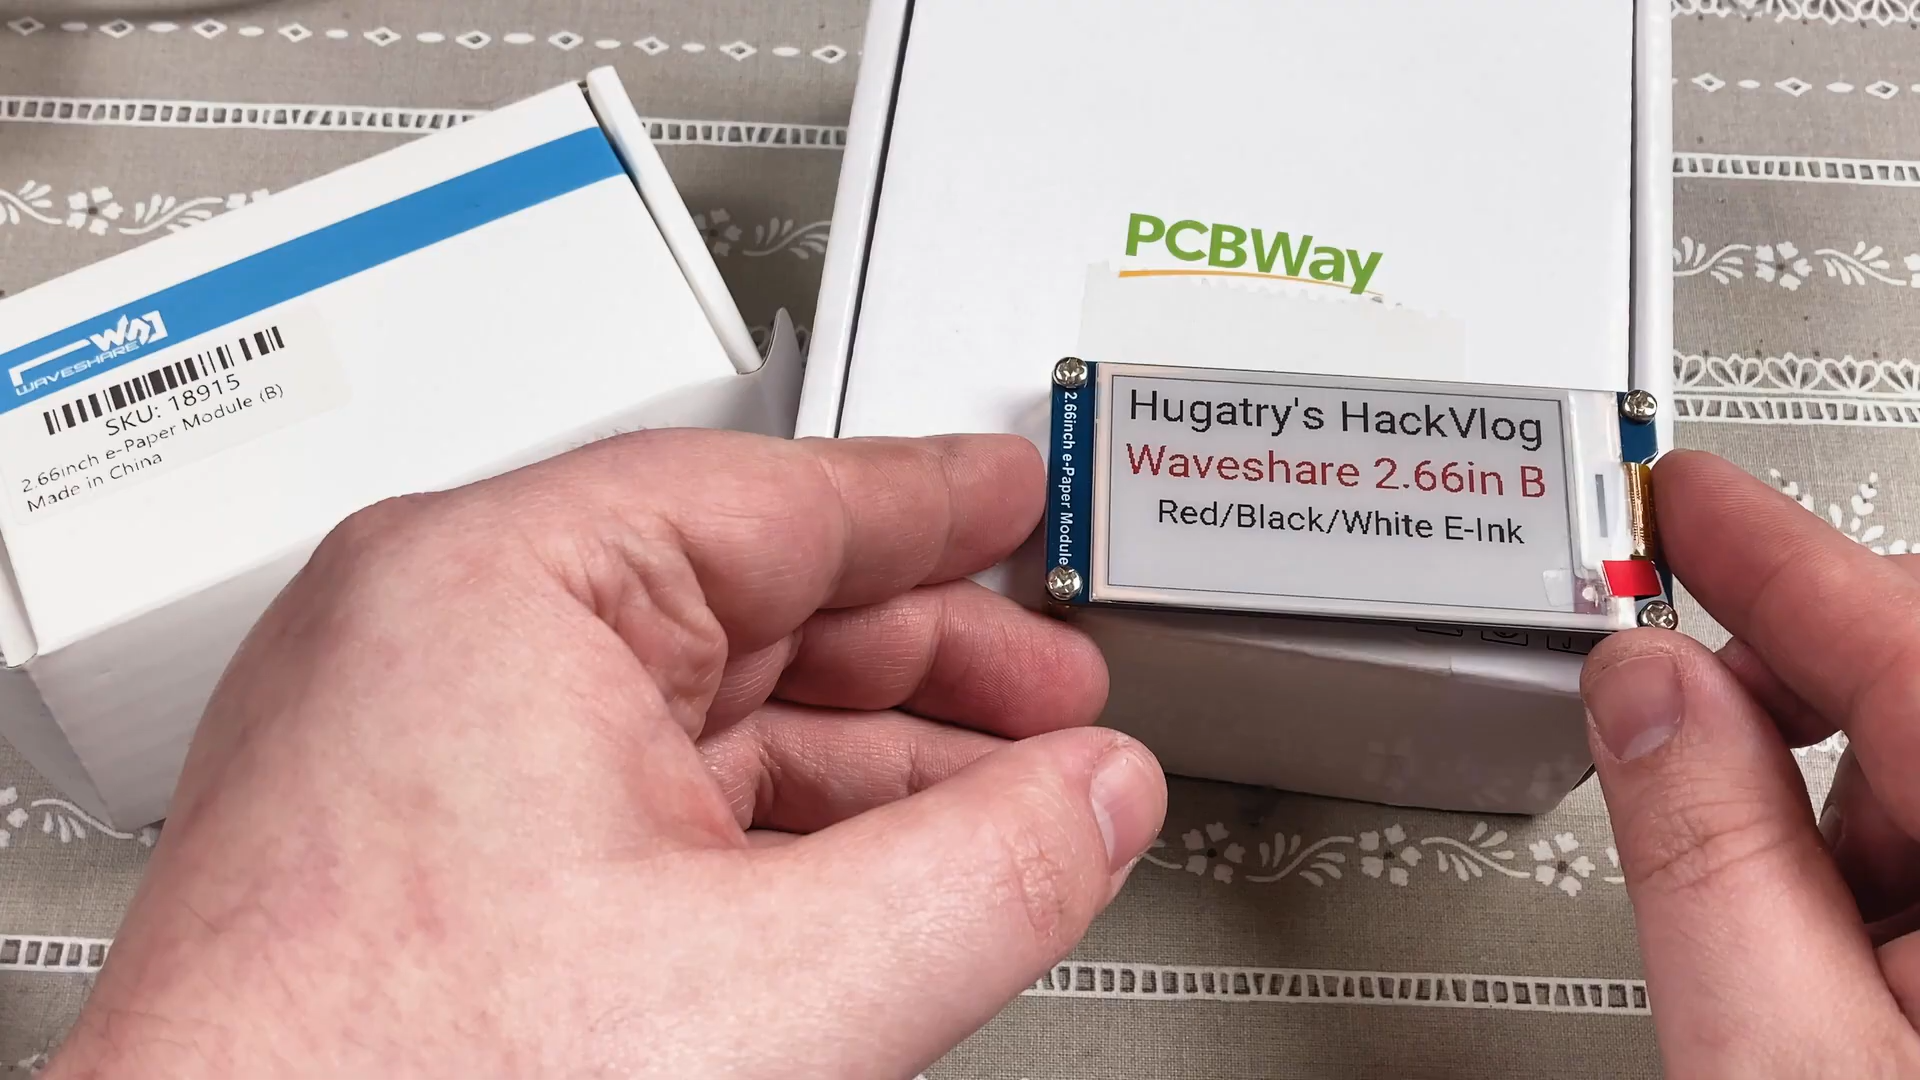 WAVESHARE
SKU: 18915
2.66inch e-Paper Module (B)
Made in China
PCBWay
2.66inch e-Paper Module
Hugatry's HackVlog
Waveshare 2.66in B
Red/Black/White E-Ink